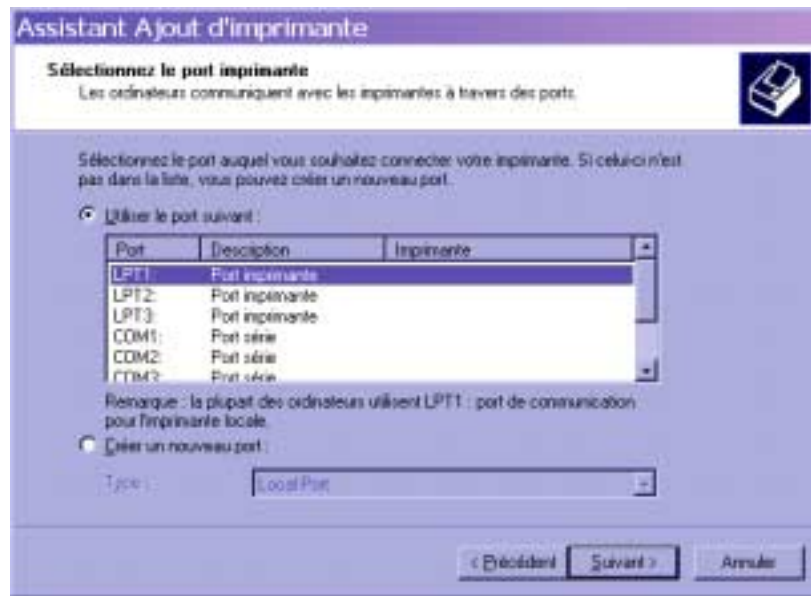 Assistant Ajout d'imprimante
Sélectionnez le port imprimante
Les ordinateurs communiquent avec les imprimantes à travers des ports.
Sélectionnez le port auquel vous souhaitez connecter votre imprimante. Si celui-ci n'est
pas dans la liste, vous pouvez créer un nouveau port.
Utiliser le port suivant :
Port Description Imprimante
LPT1: Port imprimante
LPT2: Port imprimante
LPT3: Port imprimante
COM1: Port série
COM2: Port série
COM3: Port série
Remarque : la plupart des ordinateurs utilisent LPT1 : port de communication
pour l'imprimante locale.
Créer un nouveau port :
Type : Local Port
< Précédent Suivant > Annuler